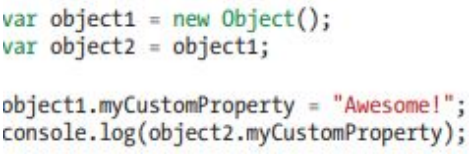 var object1 = new Object();
var object2 = object1;
object1.myCustomProperty = "Awesome!";
console.log(object2.myCustomProperty);